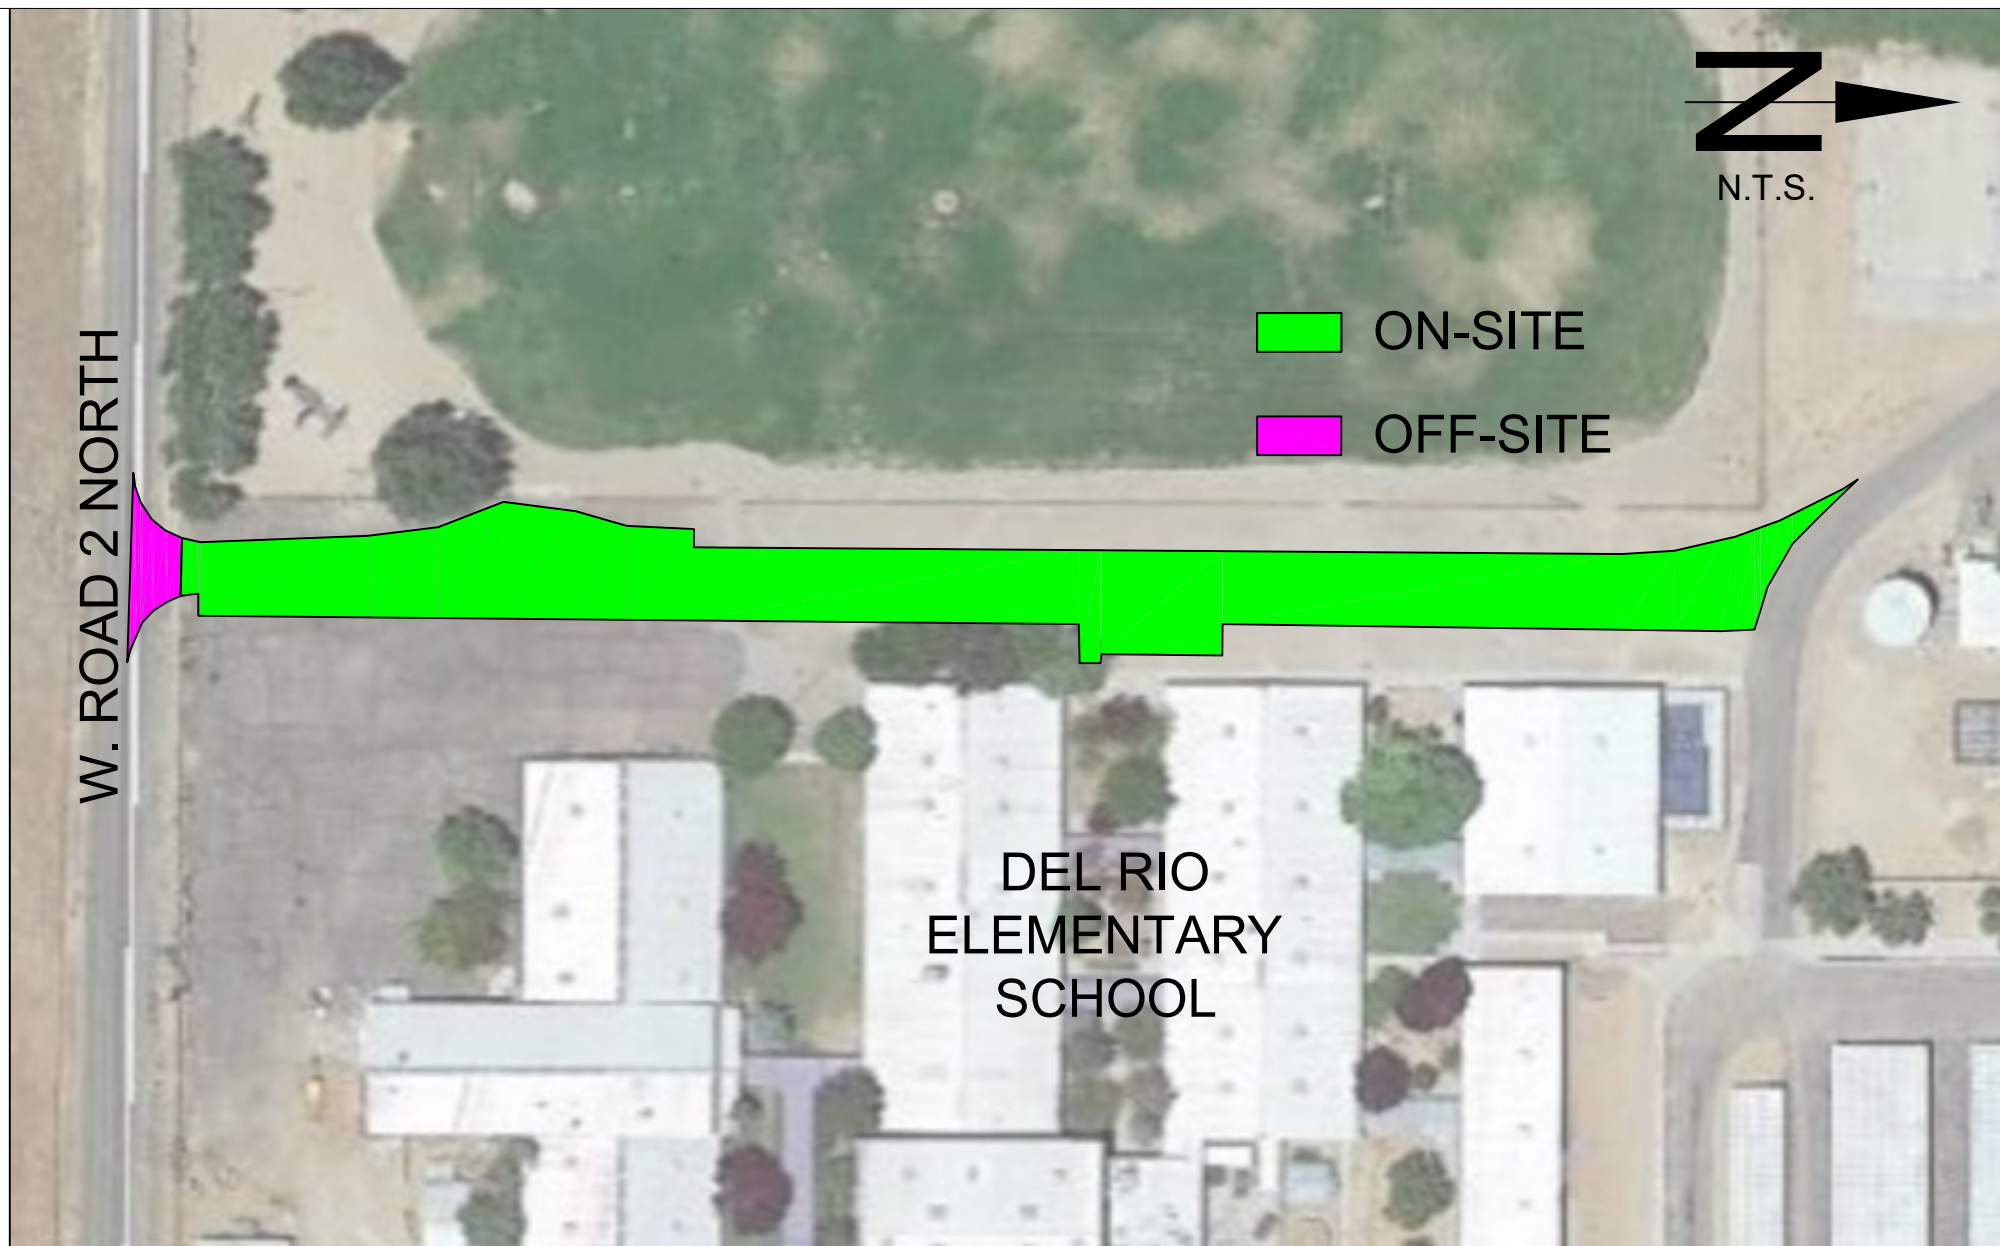 N
N.T.S.
ON-SITE
OFF-SITE
W. ROAD 2 NORTH
DEL RIO
ELEMENTARY
SCHOOL